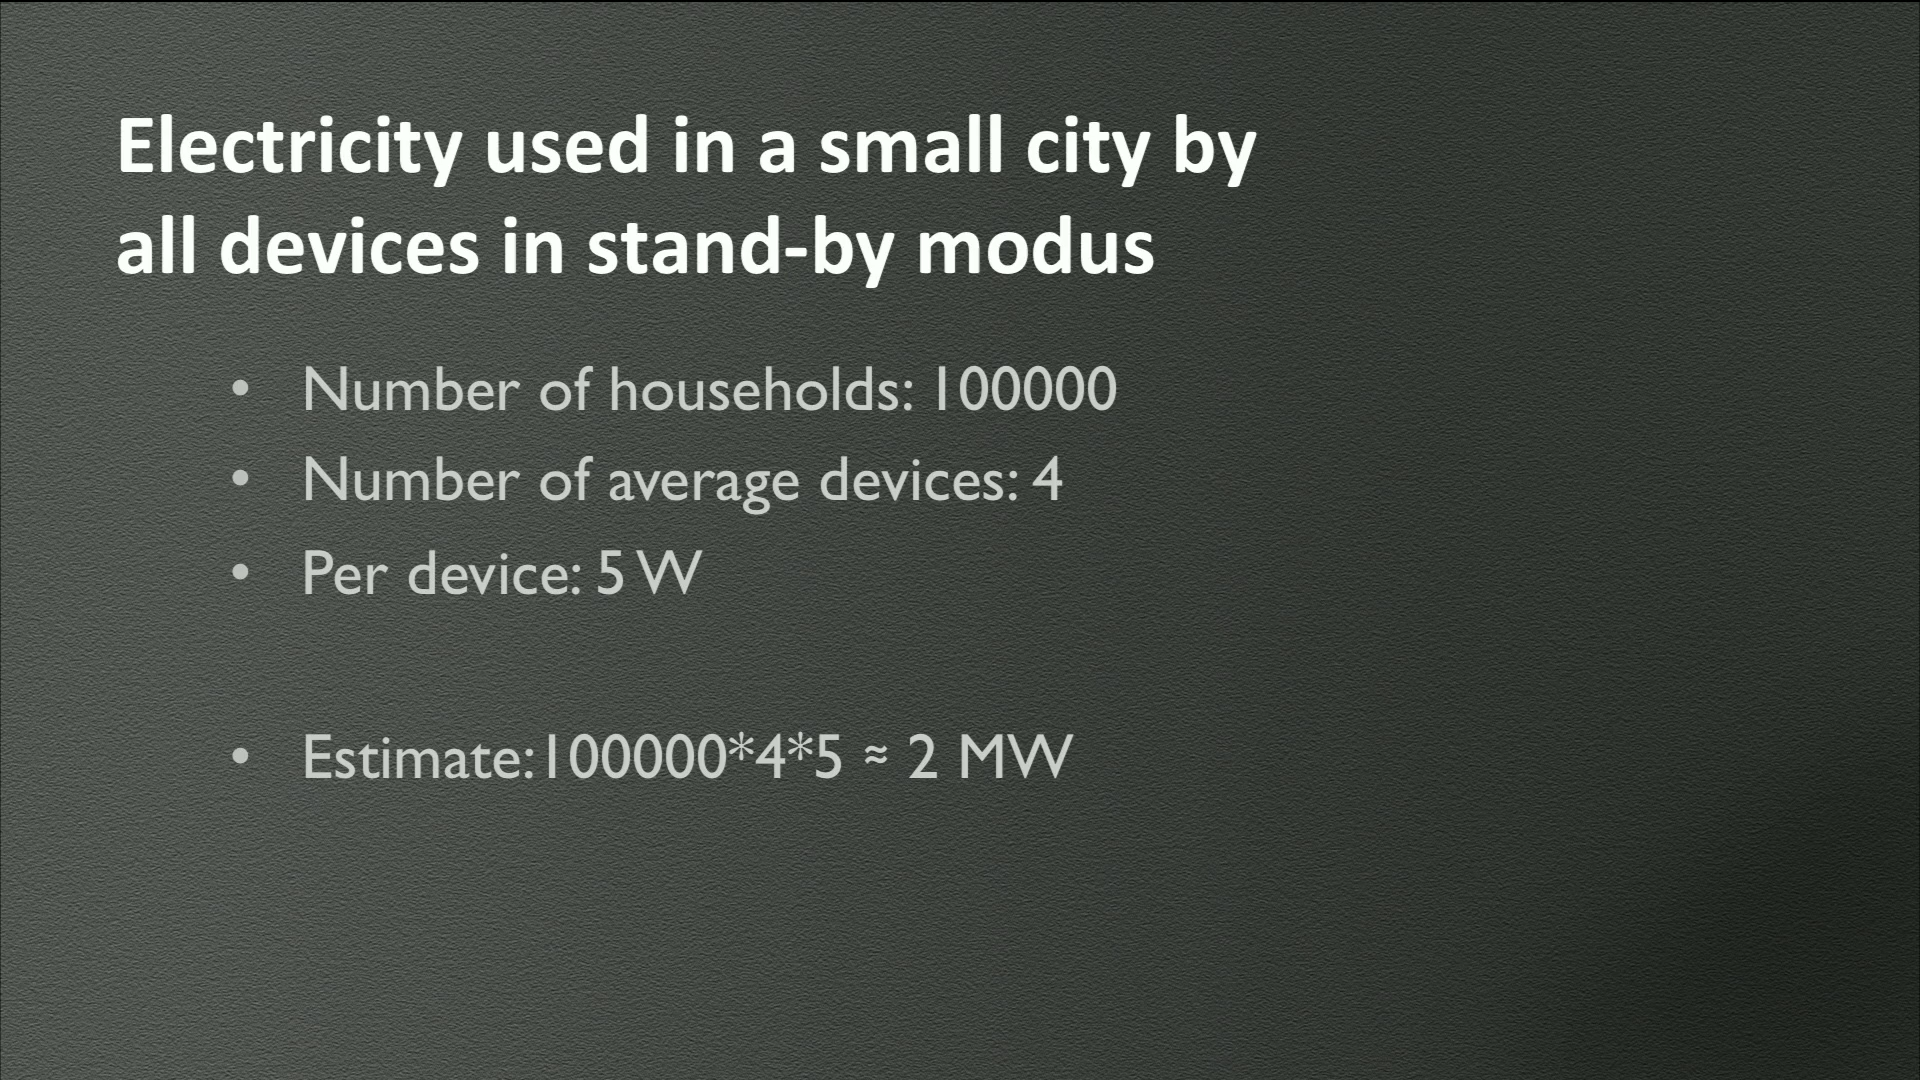 Electricity used in a small city by
all devices in stand-by modus
• Number of households: 100000
• Number of average devices: 4
• Per device: 5 W
• Estimate:100000*4*5 ≈ 2 MW